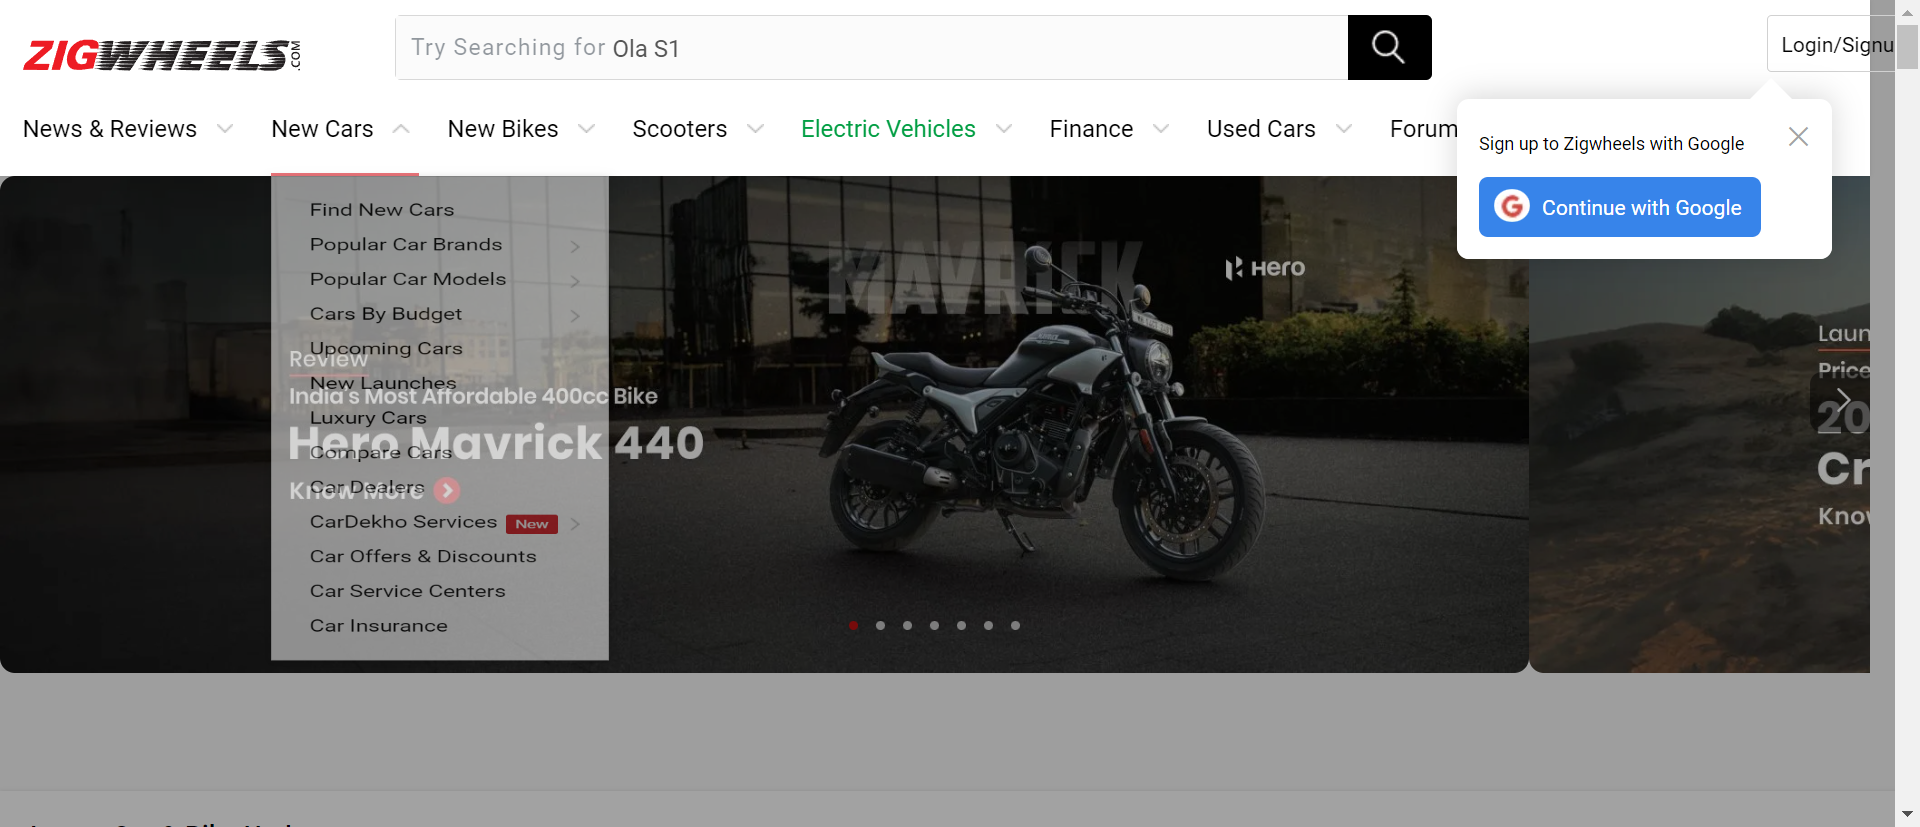 ZIGWHEELS.COM
Try Searching for Ola S1
Login/Signu
News & Reviews
New Cars
New Bikes
Scooters
Electric Vehicles
Finance
Used Cars
Forum
Sign up to Zigwheels with Google
Continue with Google
Find New Cars
Popular Car Brands
Popular Car Models
Cars By Budget
Upcoming Cars
New Launches
Luxury Cars
Compare Cars
Car Dealers
CarDekho Services New
Car Offers & Discounts
Car Service Centers
Car Insurance
Review
India's Most Affordable 400cc Bike
Hero Mavrick 440
Know More
MAVRICK
Hero
Laun
Price
20
Cr
Know